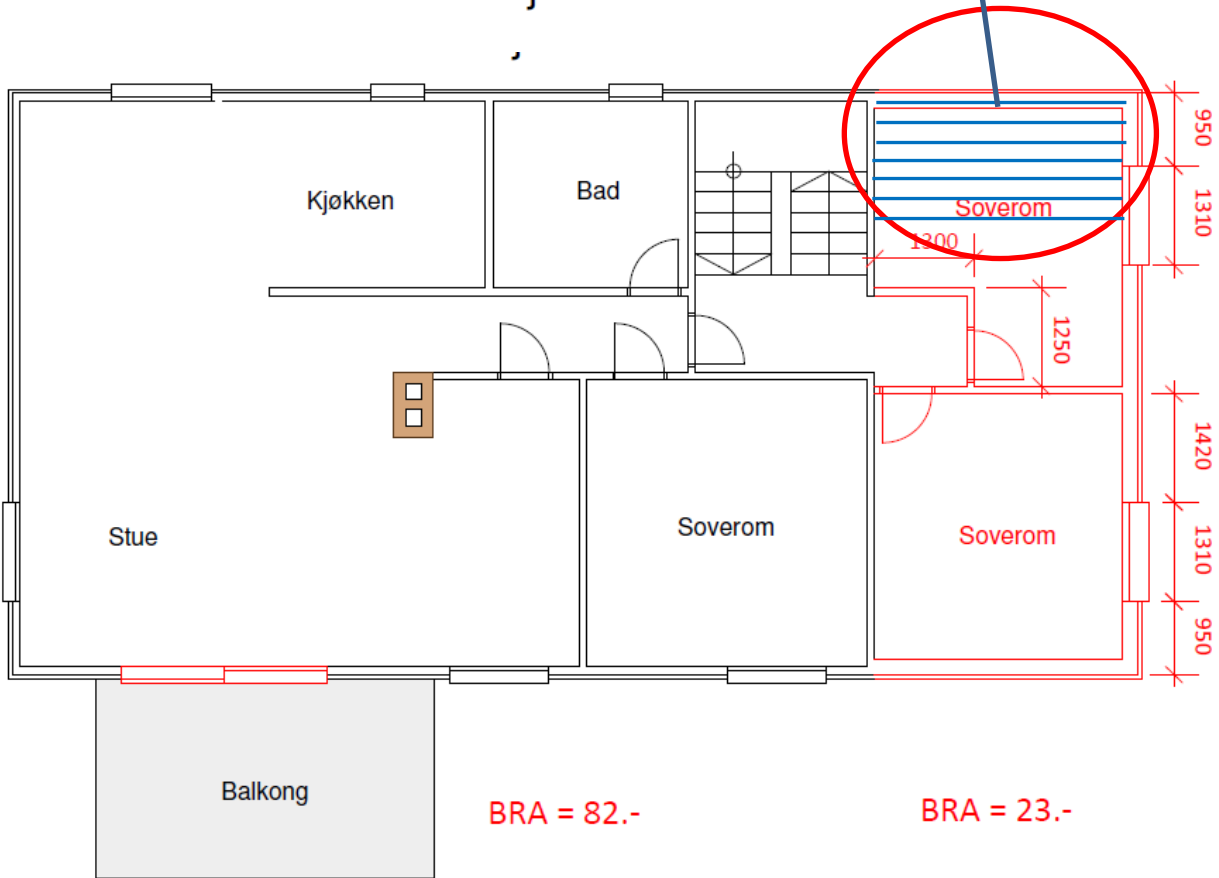 j
j
950
Kjøkken
Bad
1310
Soverom
1300
1250
1420
Stue
Soverom
Soverom
1310
950
Balkong
BRA = 82.-
BRA = 23.-